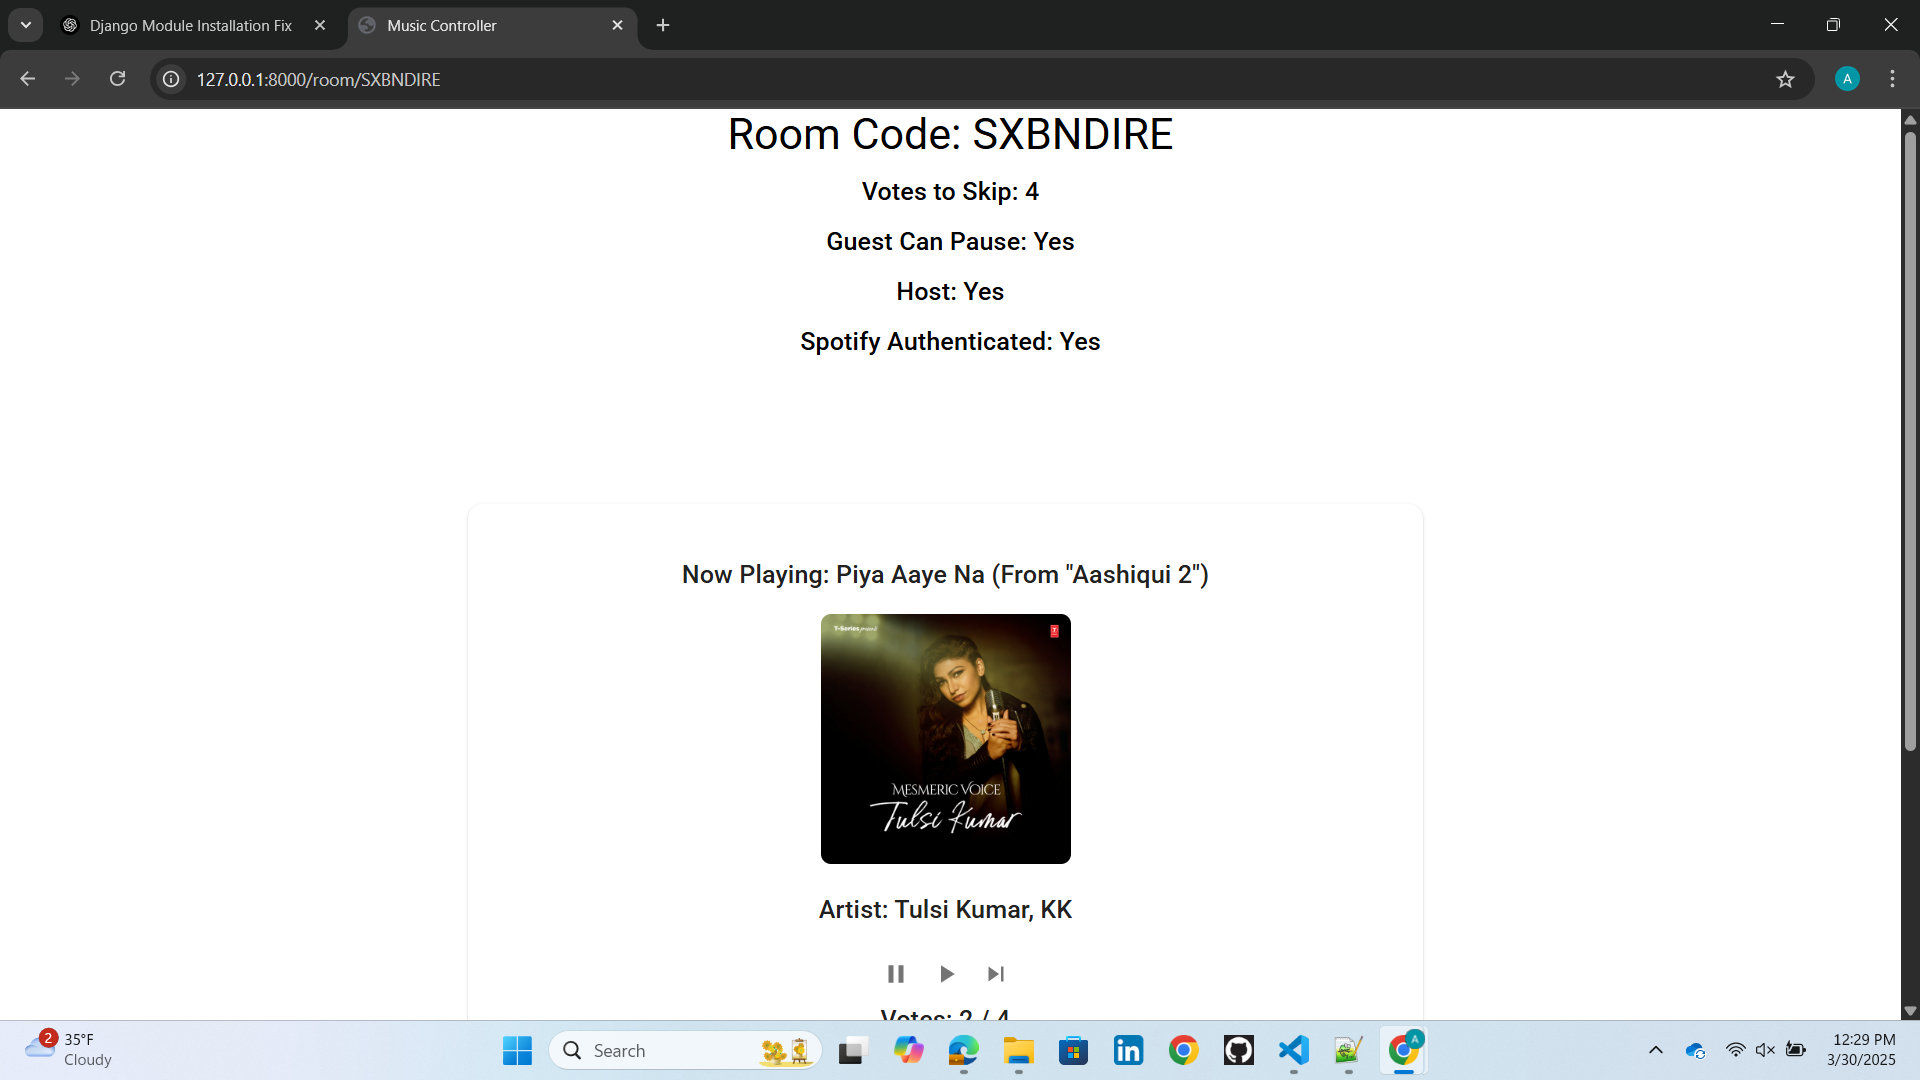 Django Module Installation Fix
Music Controller
127.0.0.1:8000/room/SXBNDIRE
A
Room Code: SXBNDIRE
Votes to Skip: 4
Guest Can Pause: Yes
Host: Yes
Spotify Authenticated: Yes
Now Playing: Piya Aaye Na (From "Aashiqui 2")
T-Series presents
T
MESMERIC VOICE
Tulsi Kumar
Artist: Tulsi Kumar, KK
Votes: 2 / 4
2
35°F
Cloudy
Search
in
A
12:29 PM
3/30/2025